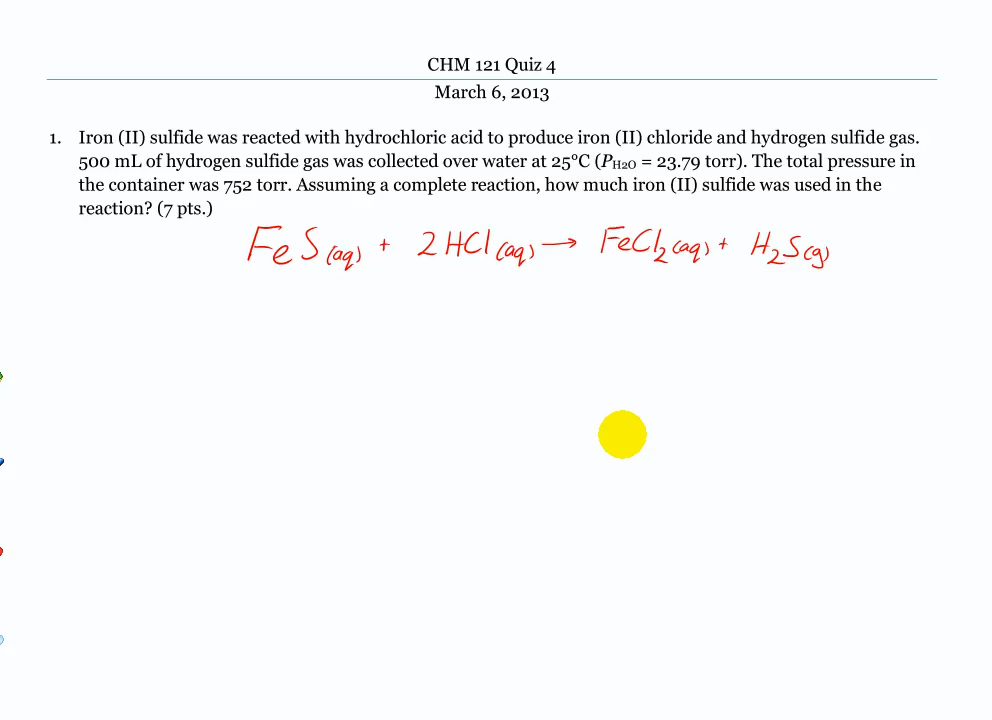 CHM 121 Quiz 4
March 6, 2013
1. Iron (II) sulfide was reacted with hydrochloric acid to produce iron (II) chloride and hydrogen sulfide gas.
500 mL of hydrogen sulfide gas was collected over water at 25°C (P_H2O = 23.79 torr). The total pressure in
the container was 752 torr. Assuming a complete reaction, how much iron (II) sulfide was used in the
reaction? (7 pts.)
FeS(aq) + 2HCl(aq) → FeCl₂(aq) + H₂S(g)